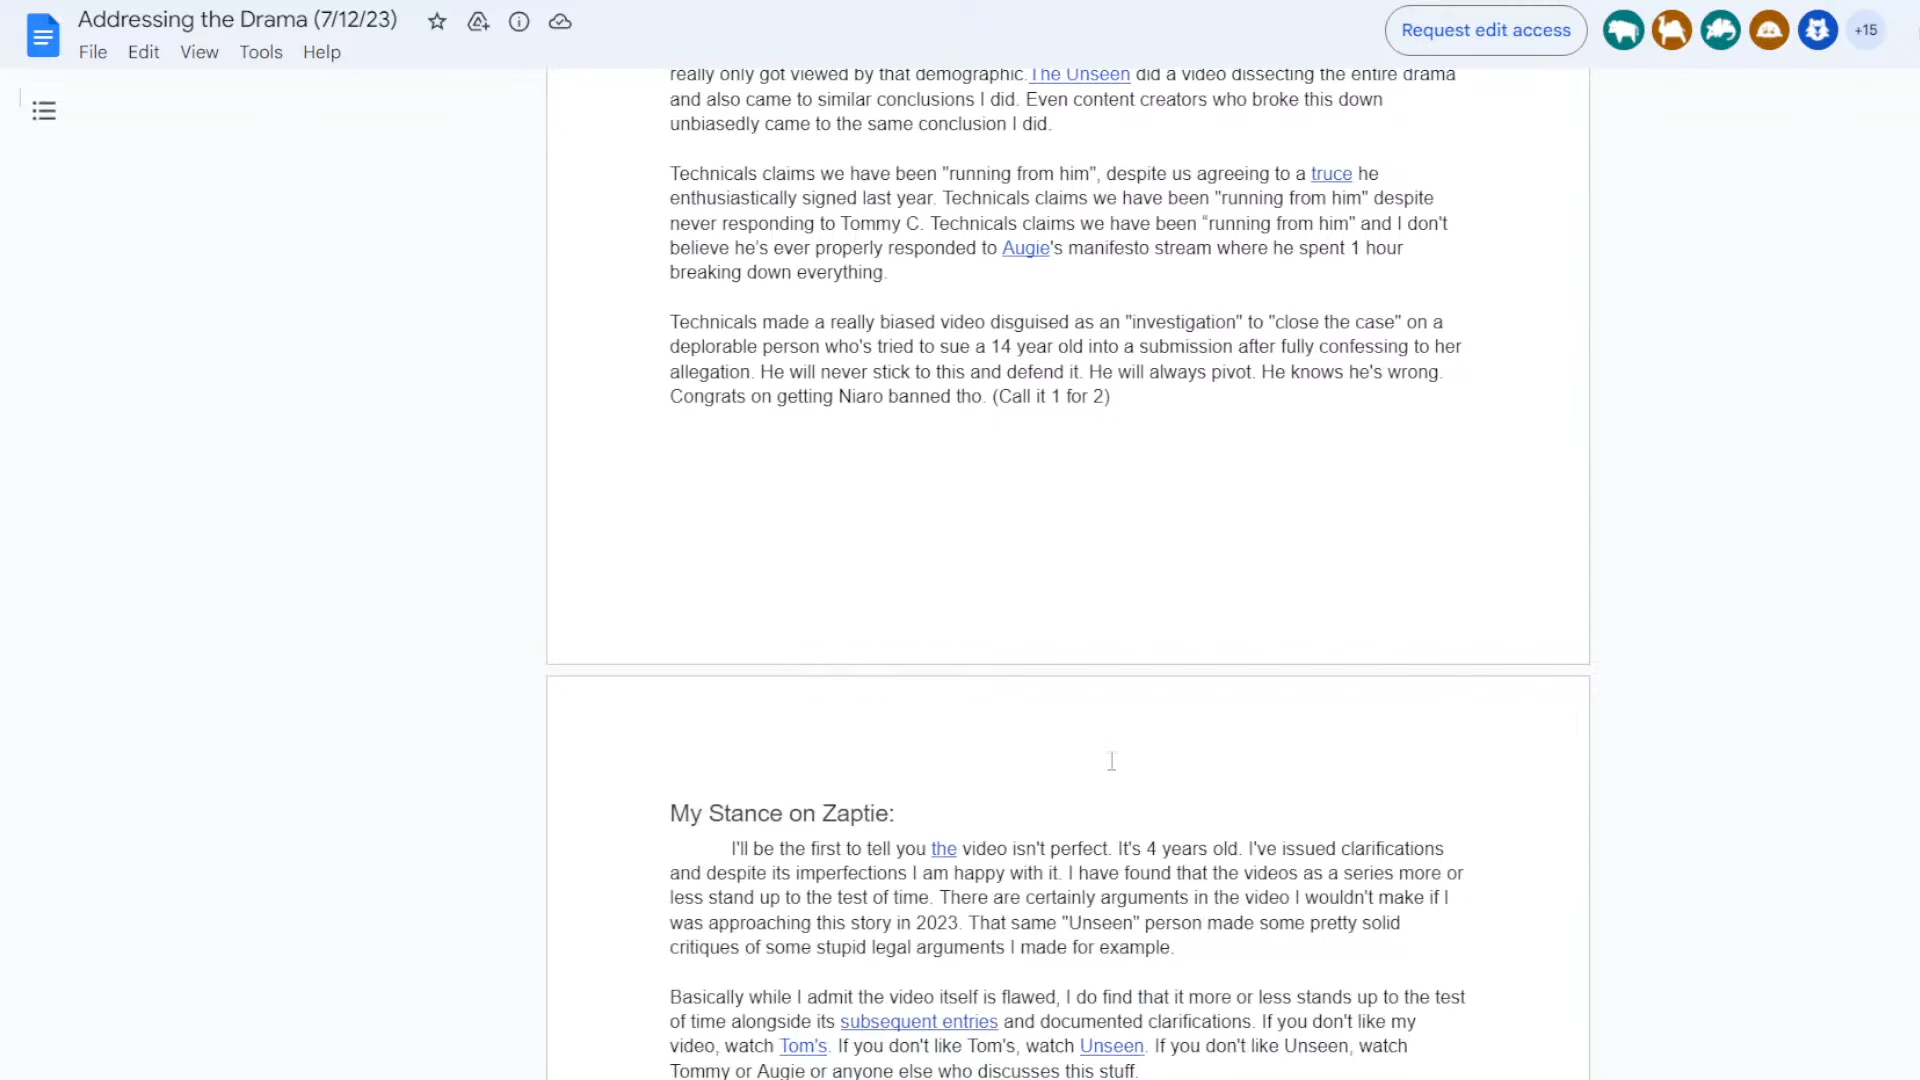 Addressing the Drama (7/12/23)
File Edit View Tools Help
Request edit access
+15
really only got viewed by that demographic. The Unseen did a video dissecting the entire drama
and also came to similar conclusions I did. Even content creators who broke this down
unbiasedly came to the same conclusion I did.
Technicals claims we have been "running from him", despite us agreeing to a truce he
enthusiastically signed last year. Technicals claims we have been "running from him" despite
never responding to Tommy C. Technicals claims we have been “running from him" and I don't
believe he’s ever properly responded to Augie's manifesto stream where he spent 1 hour
breaking down everything.
Technicals made a really biased video disguised as an "investigation" to "close the case" on a
deplorable person who's tried to sue a 14 year old into a submission after fully confessing to her
allegation. He will never stick to this and defend it. He will always pivot. He knows he's wrong.
Congrats on getting Niaro banned tho. (Call it 1 for 2)
My Stance on Zaptie:
I'll be the first to tell you the video isn't perfect. It's 4 years old. I've issued clarifications
and despite its imperfections I am happy with it. I have found that the videos as a series more or
less stand up to the test of time. There are certainly arguments in the video I wouldn't make if I
was approaching this story in 2023. That same "Unseen" person made some pretty solid
critiques of some stupid legal arguments I made for example.
Basically while I admit the video itself is flawed, I do find that it more or less stands up to the test
of time alongside its subsequent entries and documented clarifications. If you don't like my
video, watch Tom's. If you don't like Tom's, watch Unseen. If you don't like Unseen, watch
Tommy or Augie or anyone else who discusses this stuff.